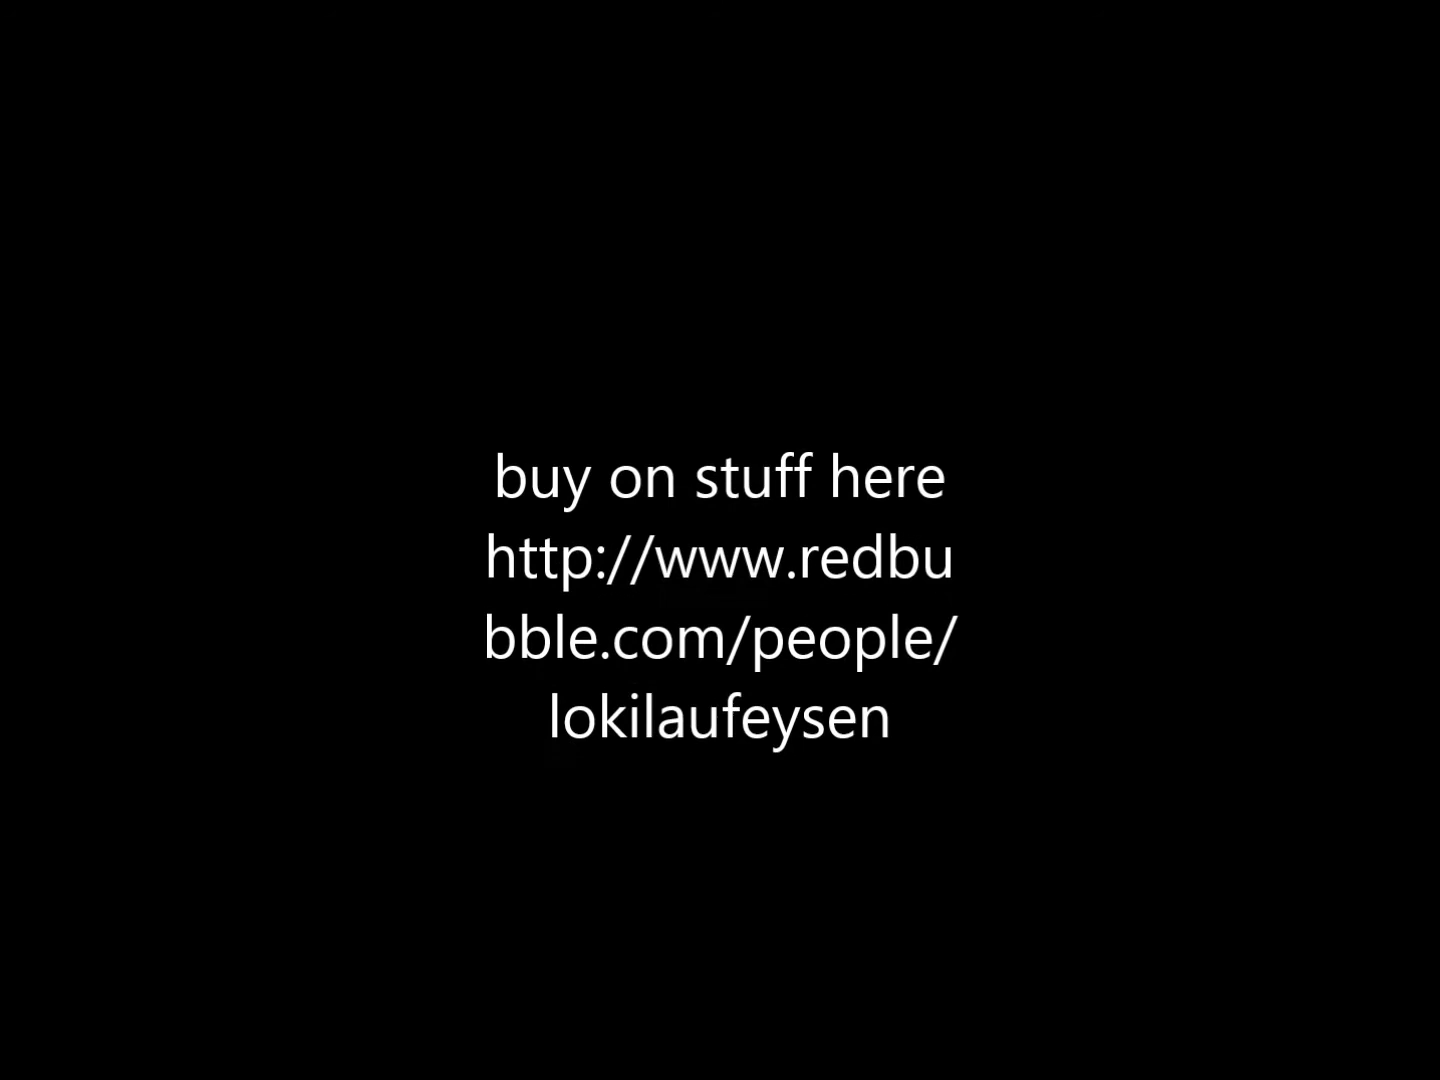 buy on stuff here
http://www.redbu
bble.com/people/
lokilaufeysen